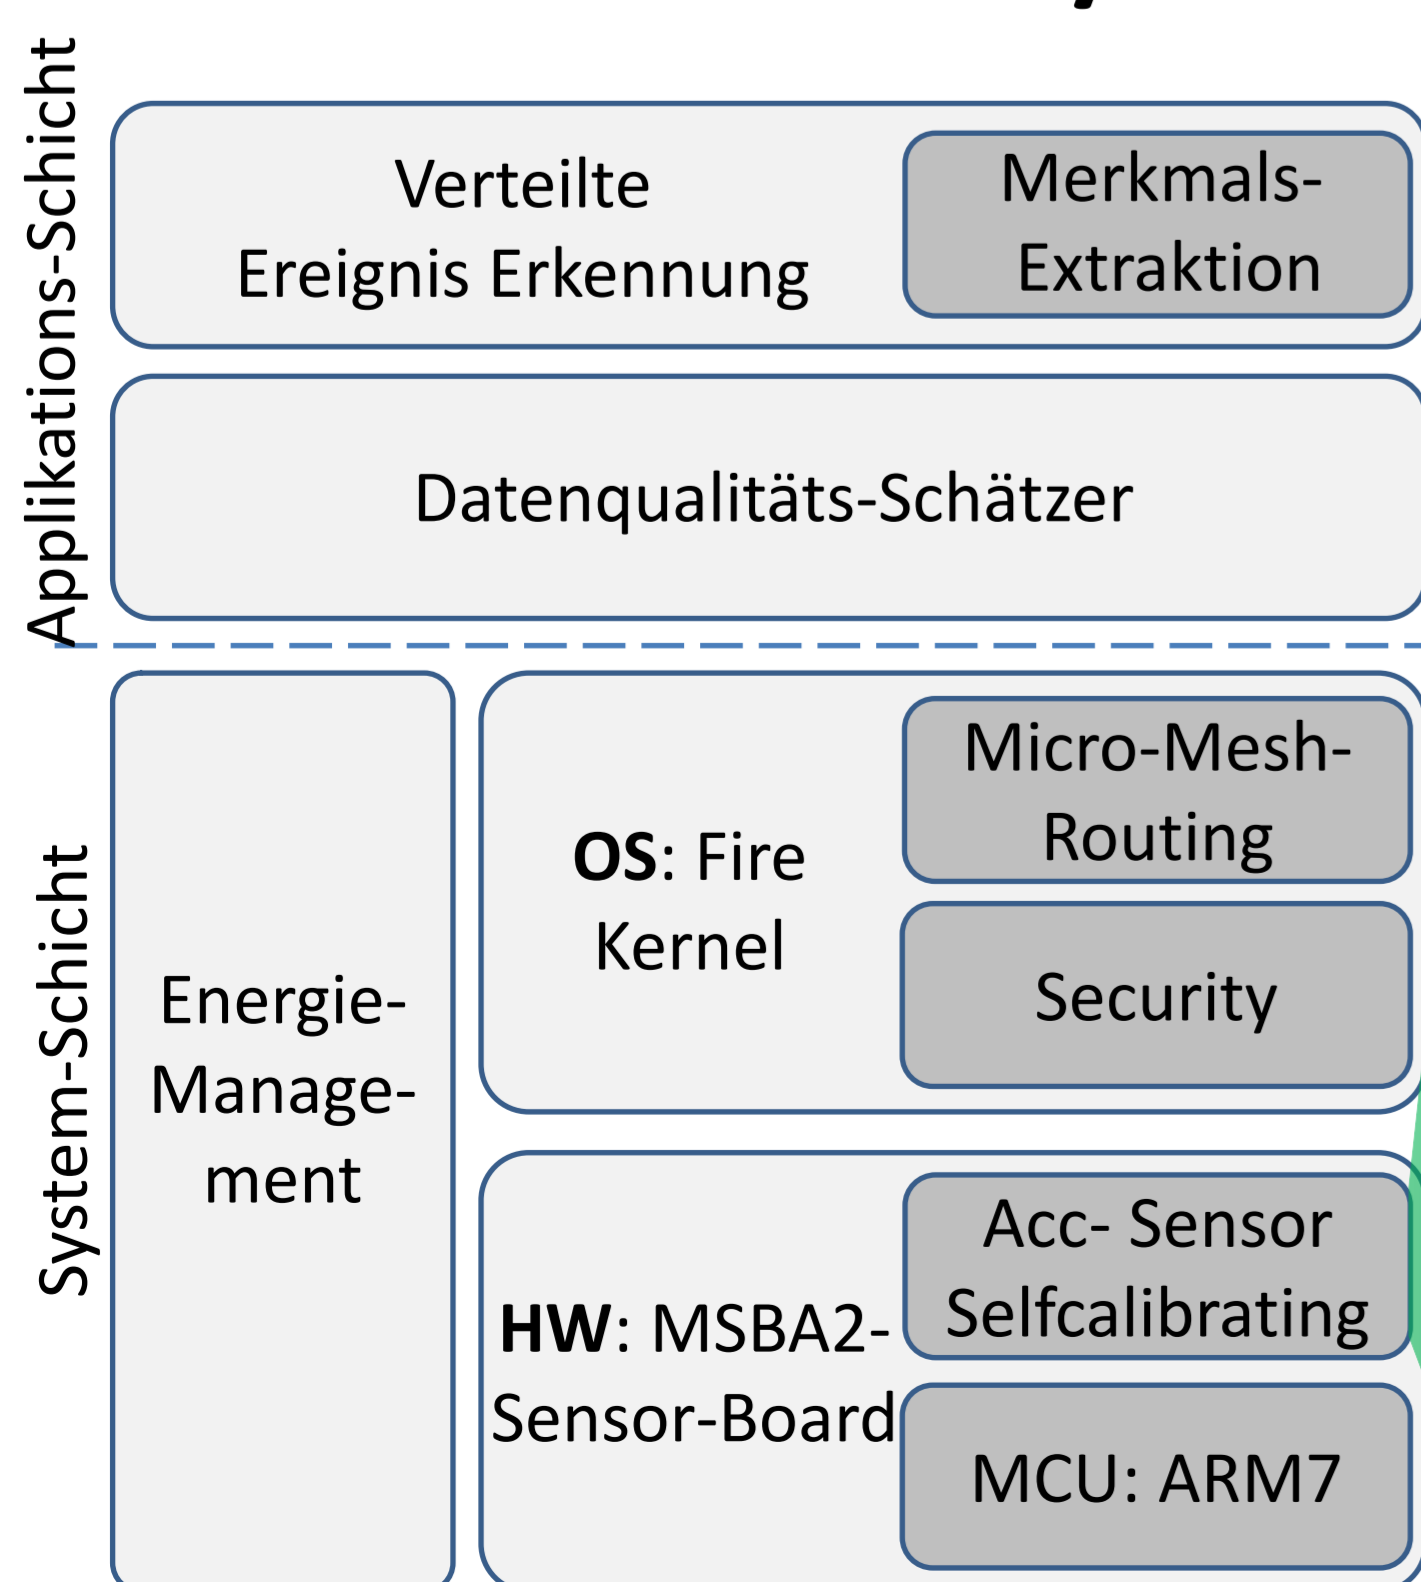 Applikations-Schicht
Verteilte
Ereignis Erkennung
Merkmals-
Extraktion
Datenqualitäts-Schätzer
System-Schicht
Energie-
Manage-
ment
OS: Fire
Kernel
Micro-Mesh-
Routing
Security
HW: MSBA2-
Sensor-Board
Acc- Sensor
Selfcalibrating
MCU: ARM7